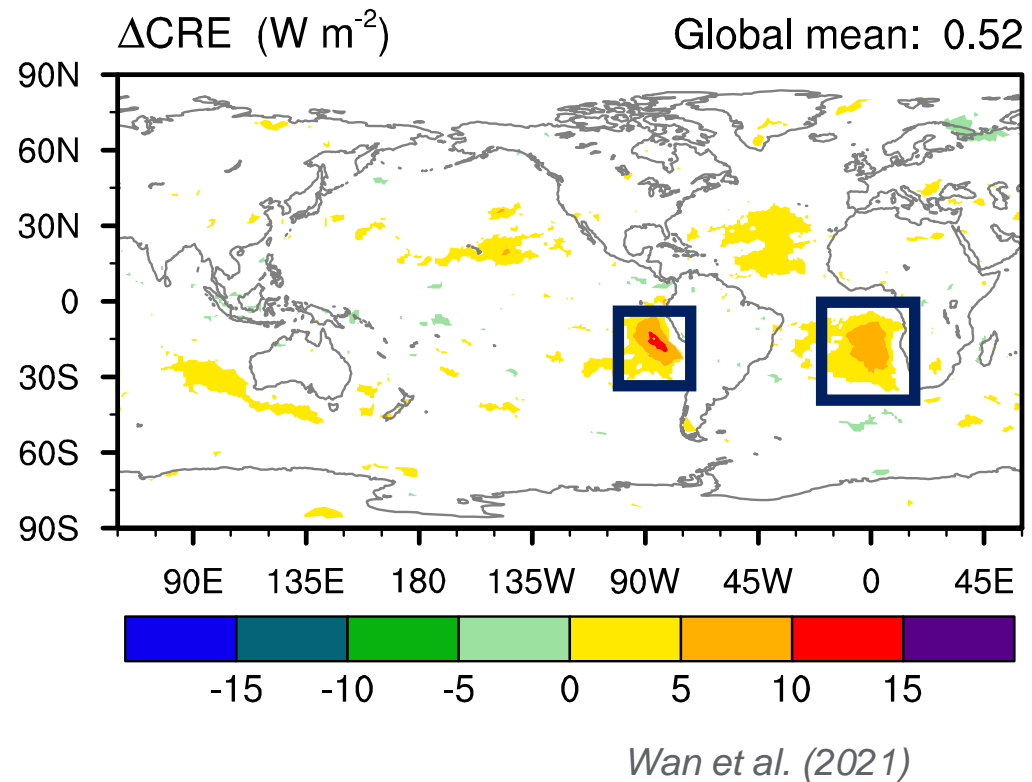 ΔCRE (W m⁻²) Global mean: 0.52
90N
60N
30N
0
30S
60S
90S
90E 135E 180 135W 90W 45W 0 45E
-15 -10 -5 0 5 10 15
Wan et al. (2021)